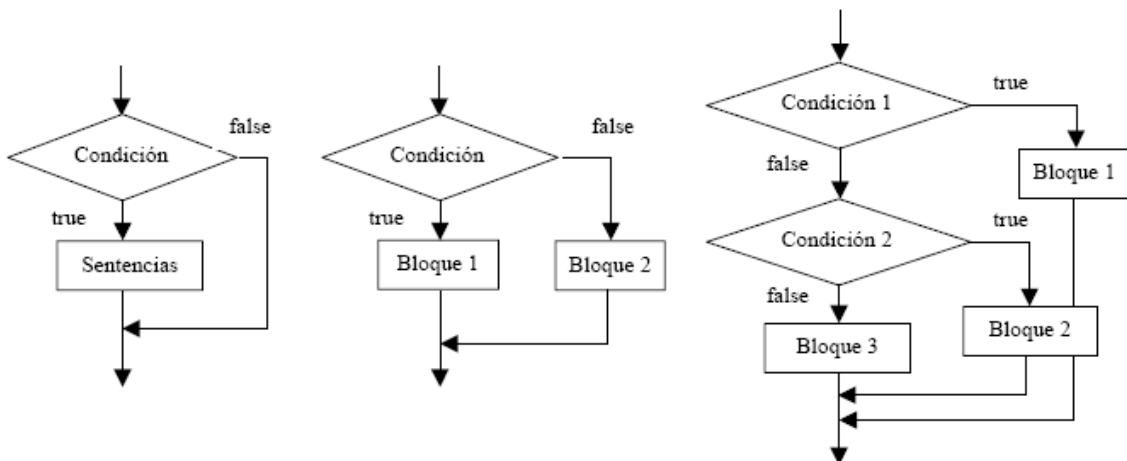 Condición
false
true
Sentencias
Condición
false
true
Bloque 1
Bloque 2
Condición 1
true
false
Bloque 1
Condición 2
true
false
Bloque 2
Bloque 3